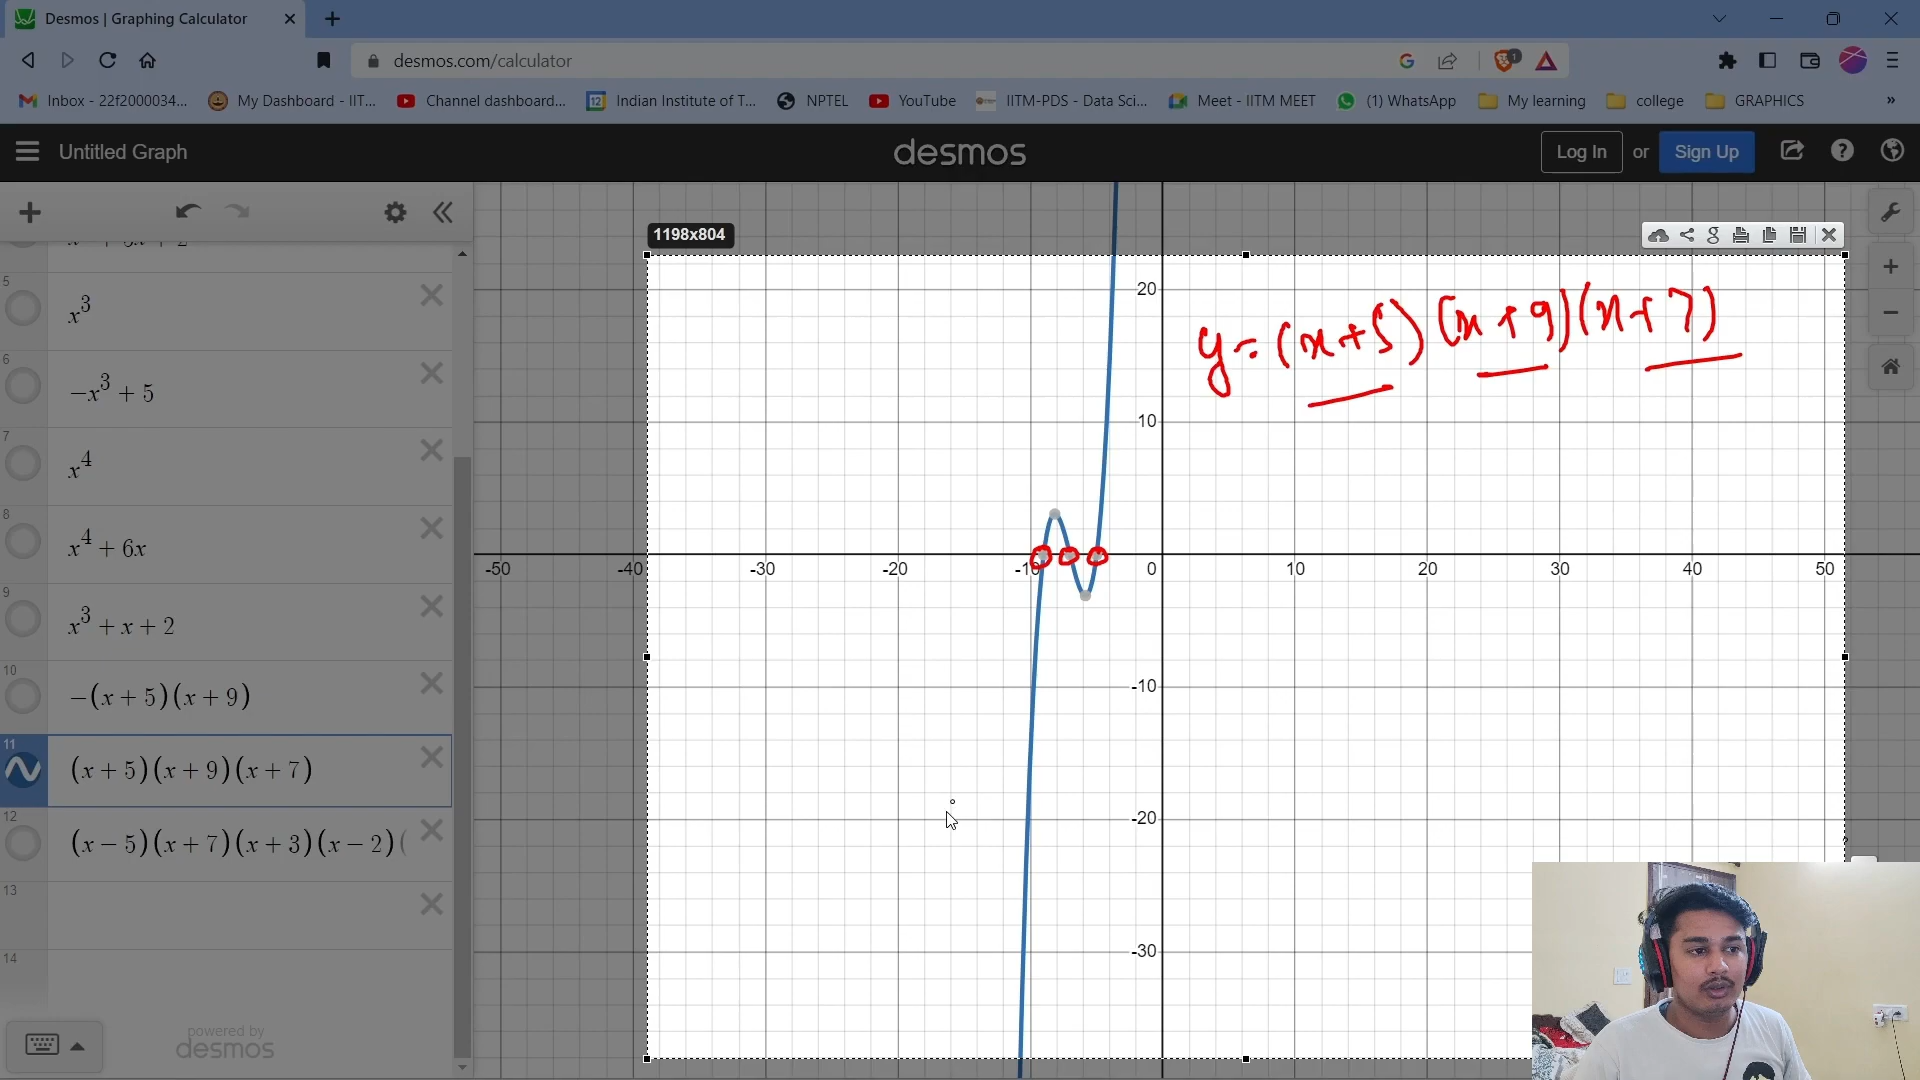 Desmos | Graphing Calculator
desmos.com/calculator
1
Inbox - 22f2000034...
My Dashboard - IIT...
Channel dashboard...
12
Indian Institute of T...
NPTEL
YouTube
IITM-PDS - Data Sci...
Meet - IITM MEET
(1) WhatsApp
My learning
college
GRAPHICS
»
Untitled Graph
desmos
Log In
or
Sign Up
5
x^3
6
-x^3 + 5
7
x^4
8
x^4 + 6x
9
x^3 + x + 2
10
-(x + 5)(x + 9)
11
(x + 5)(x + 9)(x + 7)
12
(x - 5)(x + 7)(x + 3)(x - 2)(
13
14
powered by
desmos
1198x804
y = (x+5)(x+9)(x+7)
20
10
-50
-40
-30
-20
-10
0
10
20
30
40
50
-10
-20
-30